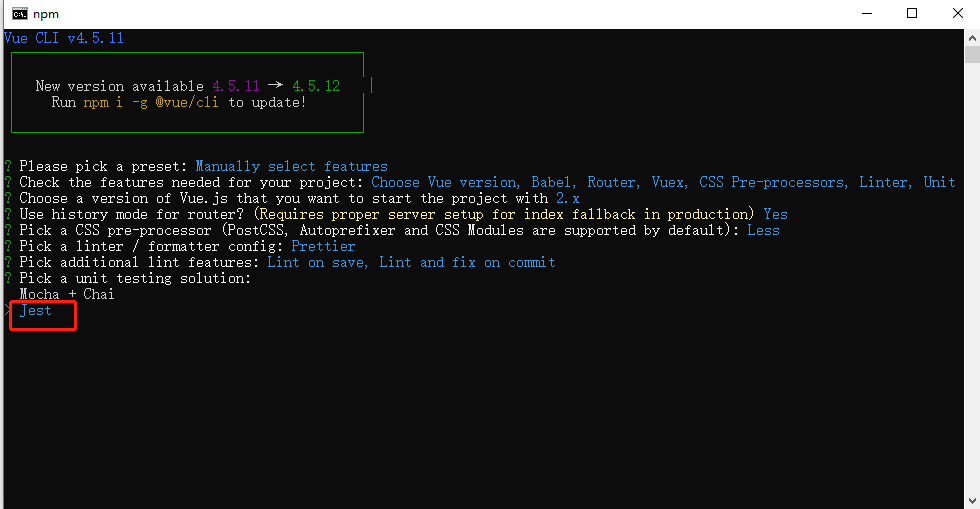 npm
Vue CLI v4.5.11
New version available 4.5.11 → 4.5.12
Run npm i -g @vue/cli to update!
? Please pick a preset: Manually select features
? Check the features needed for your project: Choose Vue version, Babel, Router, Vuex, CSS Pre-processors, Linter, Unit
? Choose a version of Vue.js that you want to start the project with 2.x
? Use history mode for router? (Requires proper server setup for index fallback in production) Yes
? Pick a CSS pre-processor (PostCSS, Autoprefixer and CSS Modules are supported by default): Less
? Pick a linter / formatter config: Prettier
? Pick additional lint features: Lint on save, Lint and fix on commit
? Pick a unit testing solution:
Mocha + Chai
> Jest